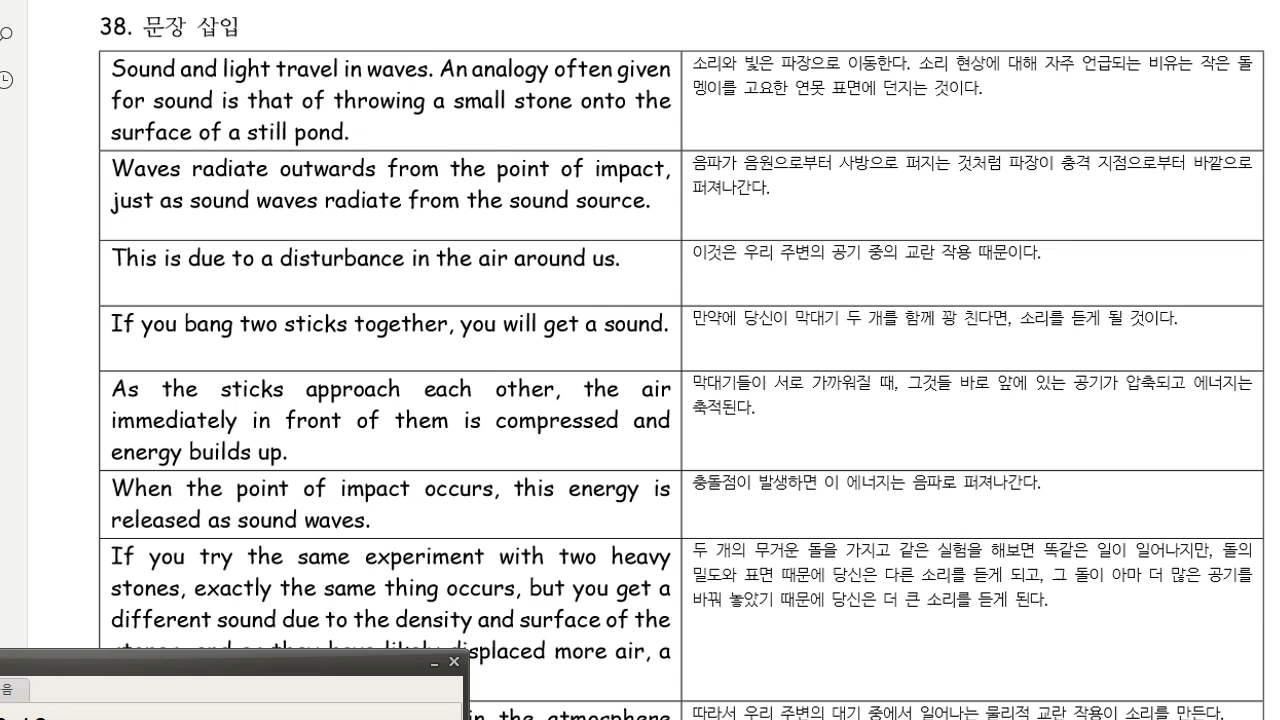 38. 문장 삽입
Sound and light travel in waves. An analogy often given
for sound is that of throwing a small stone onto the
surface of a still pond.
소리와 빛은 파장으로 이동한다. 소리 현상에 대해 자주 언급되는 비유는 작은 돌
멩이를 고요한 연못 표면에 던지는 것이다.
Waves radiate outwards from the point of impact,
just as sound waves radiate from the sound source.
음파가 음원으로부터 사방으로 퍼지는 것처럼 파장이 충격 지점으로부터 바깥으로
퍼져나간다.
This is due to a disturbance in the air around us.
이것은 우리 주변의 공기 중의 교란 작용 때문이다.
If you bang two sticks together, you will get a sound.
만약에 당신이 막대기 두 개를 함께 꽝 친다면, 소리를 듣게 될 것이다.
As the sticks approach each other, the air
immediately in front of them is compressed and
energy builds up.
막대기들이 서로 가까워질 때, 그것들 바로 앞에 있는 공기가 압축되고 에너지는
축적된다.
When the point of impact occurs, this energy is
released as sound waves.
충돌점이 발생하면 이 에너지는 음파로 퍼져나간다.
If you try the same experiment with two heavy
stones, exactly the same thing occurs, but you get a
different sound due to the density and surface of the
displaced more air, a
두 개의 무거운 돌을 가지고 같은 실험을 해보면 똑같은 일이 일어나지만, 돌의
밀도와 표면 때문에 당신은 다른 소리를 듣게 되고, 그 돌이 아마 더 많은 공기를
바꿔 놓았기 때문에 당신은 더 큰 소리를 듣게 된다.
in the atmosphere
따라서 우리 주변의 대기 중에서 일어나는 물리적 교란 작용이 소리를 만든다.
음